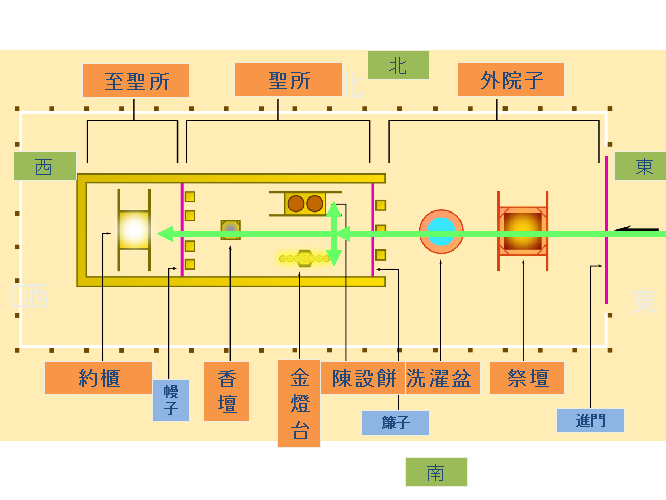 北
至聖所
聖所
外院子
北
西
東
西
東
約櫃
幔子
香壇
金燈台
陳設餅
洗濯盆
祭壇
簾子
進門
南